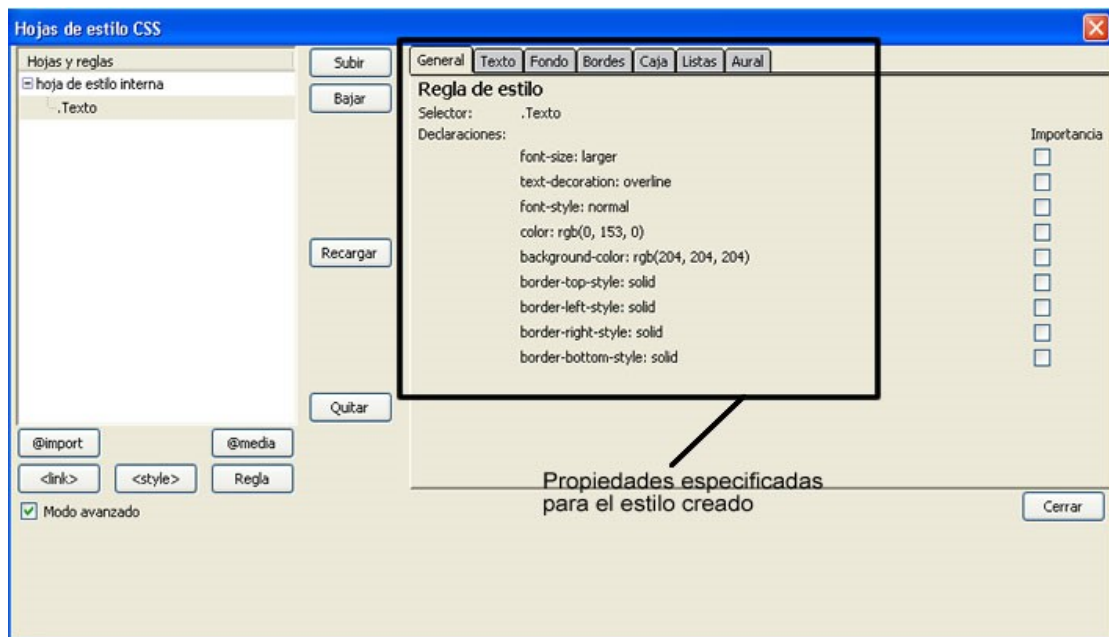 Hojas de estilo CSS
Hojas y reglas
hoja de estilo interna
.Texto
Subir
Bajar
Recargar
Quitar
@import
@media
<link>
<style>
Regla
Modo avanzado
General Texto Fondo Bordes Caja Listas Aural
Regla de estilo
Selector: .Texto
Declaraciones: Importancia
font-size: larger
text-decoration: overline
font-style: normal
color: rgb(0, 153, 0)
background-color: rgb(204, 204, 204)
border-top-style: solid
border-left-style: solid
border-right-style: solid
border-bottom-style: solid
Propiedades especificadas
para el estilo creado
Cerrar